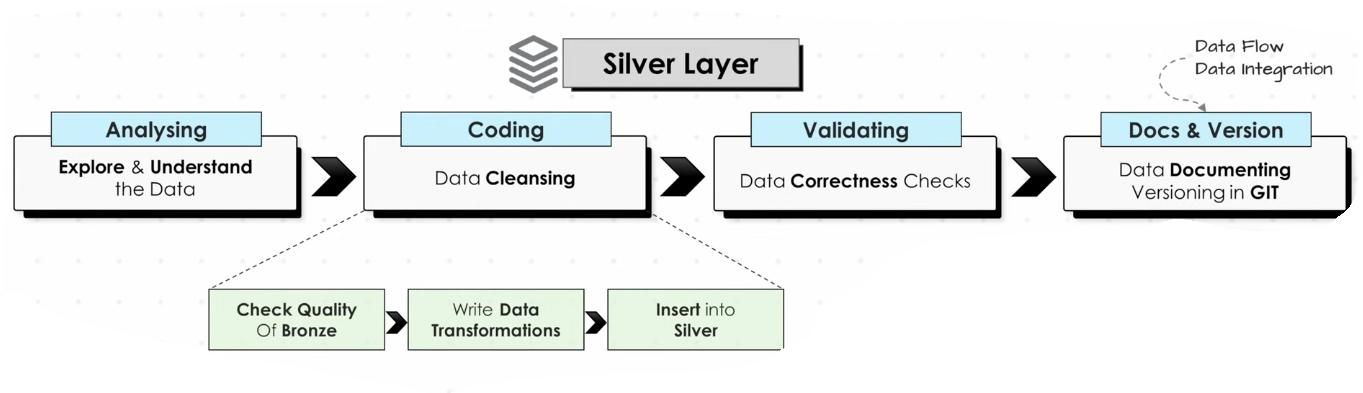 Silver Layer
Data Flow
Data Integration
Analysing
Explore & Understand
the Data
Coding
Data Cleansing
Validating
Data Correctness Checks
Docs & Version
Data Documenting
Versioning in GIT
Check Quality
Of Bronze
Write Data
Transformations
Insert into
Silver